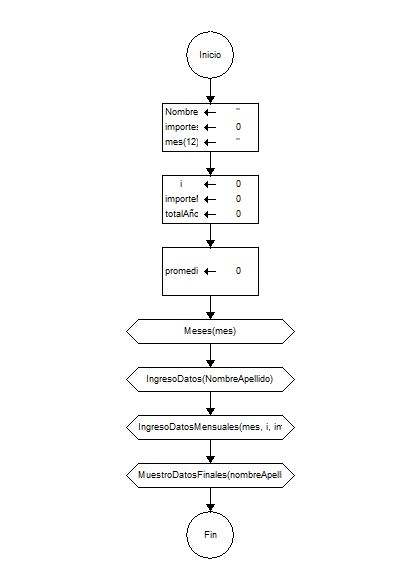 Inicio
Nombre ← "
importes ← 0
mes(12) ← "
i ← 0
importeM ← 0
totalAño ← 0
promedi ← 0
Meses(mes)
IngresoDatos(NombreApellido)
IngresoDatosMensuales(mes, i, im
MuestroDatosFinales(nombreApell
Fin